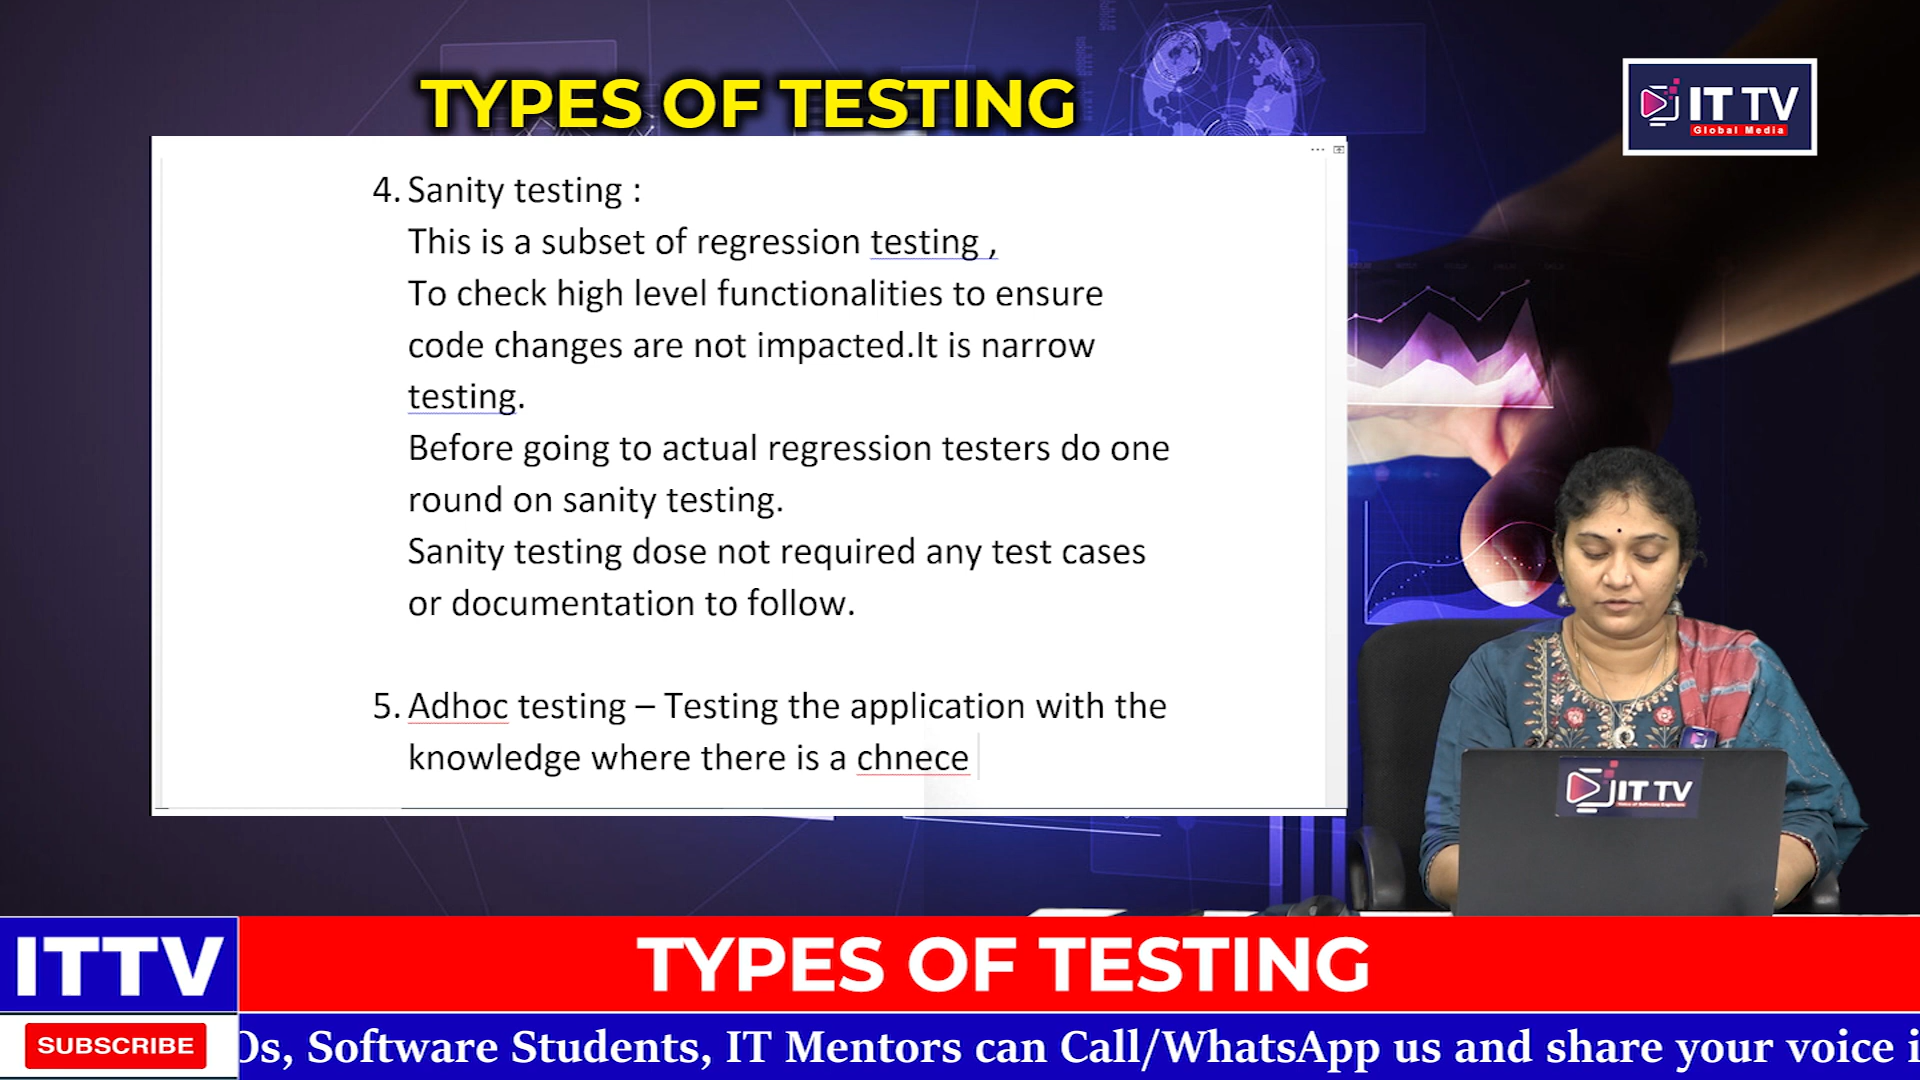 TYPES OF TESTING
IT TV
Global Media
4. Sanity testing :
This is a subset of regression testing ,
To check high level functionalities to ensure
code changes are not impacted.It is narrow
testing.
Before going to actual regression testers do one
round on sanity testing.
Sanity testing dose not required any test cases
or documentation to follow.
5. Adhoc testing – Testing the application with the
knowledge where there is a chnece
IT TV
ITTV
TYPES OF TESTING
SUBSCRIBE
Os, Software Students, IT Mentors can Call/WhatsApp us and share your voice i